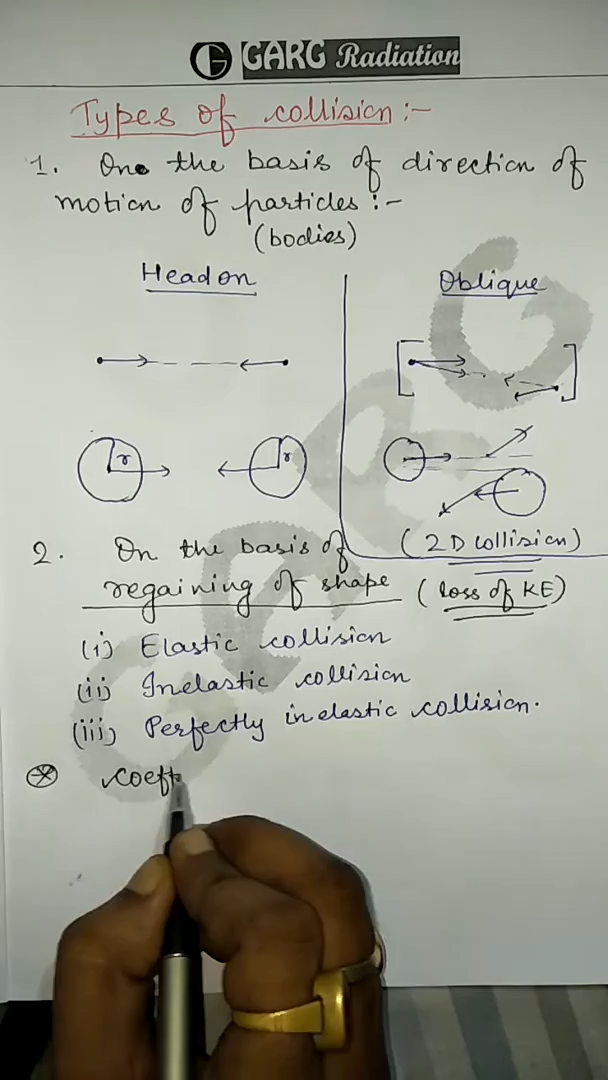 GARG Radiation
Types of collision :-
1. On the basis of direction of
motion of particles :-
(bodies)
Head on
Oblique
r
r
(2D collision)
2. On the basis of
regaining of shape (loss of KE)
(i) Elastic collision
(ii) Inelastic collision
(iii) Perfectly inelastic collision.
coeff
GARG